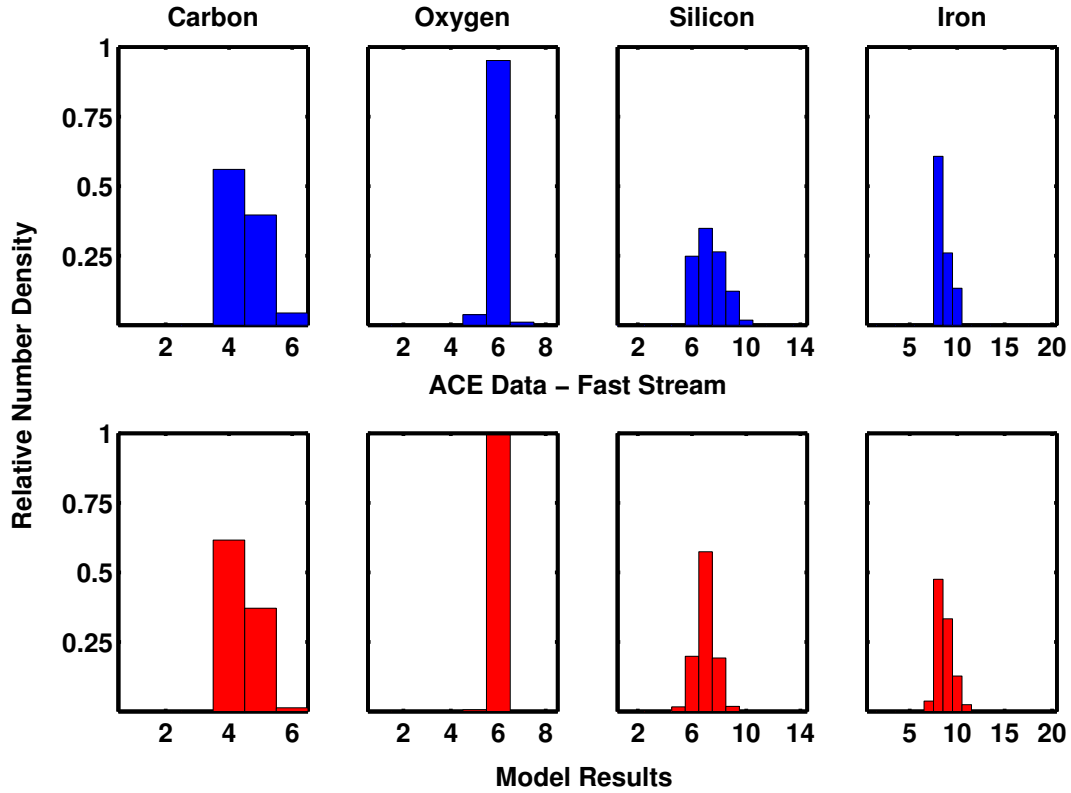 Carbon Oxygen Silicon Iron
1
0.75
0.5
0.25
2 4 6 2 4 6 8 2 6 10 14 5 10 15 20
ACE Data – Fast Stream
Relative Number Density
1
0.75
0.5
0.25
2 4 6 2 4 6 8 2 6 10 14 5 10 15 20
Model Results